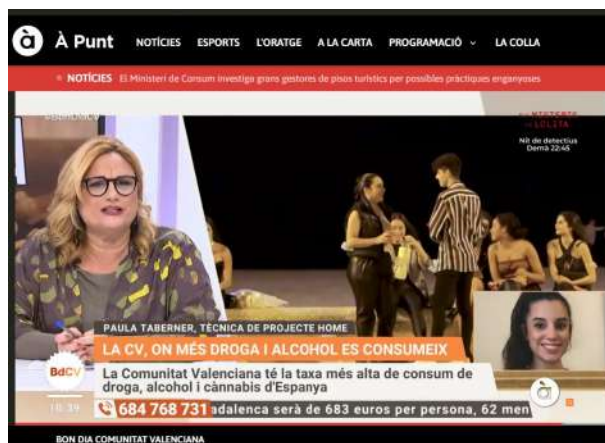 à À Punt NOTÍCIES ESPORTS L'ORATGE A LA CARTA PROGRAMACIÓ LA COLLA
NOTÍCIES El Ministeri de Consum investiga grans gestores de pisos turístics per possibles pràctiques enganyoses
LOLITA
Nit de detectius
Demà 22:45
PAULA TABERNER, TÈCNICA DE PROJECTE HOME
LA CV, ON MÉS DROGA I ALCOHOL ES CONSUMEIX
BdCV
La Comunitat Valenciana té la taxa més alta de consum de
droga, alcohol i cànnabis d'Espanya
à
10:39 684 768 731 adalenca serà de 683 euros per persona, 62 men
BON DIA COMUNITAT VALENCIANA